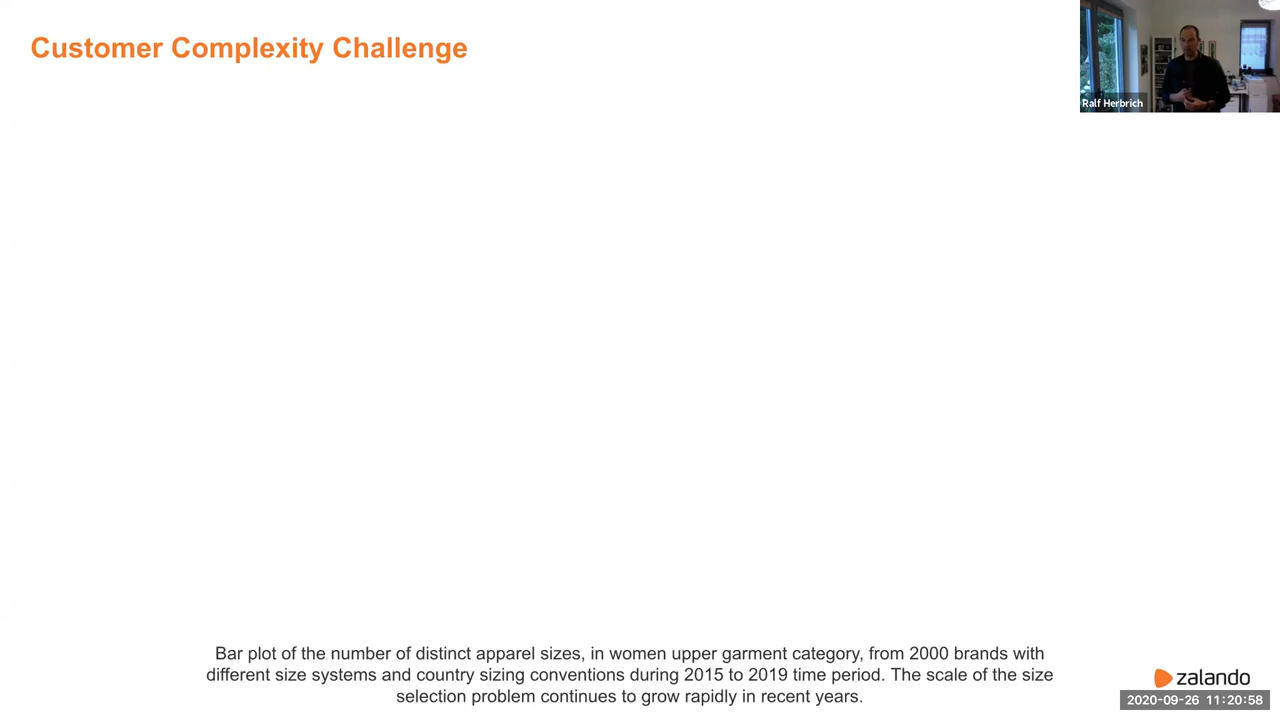 Customer Complexity Challenge
Ralf Herbrich
Bar plot of the number of distinct apparel sizes, in women upper garment category, from 2000 brands with
different size systems and country sizing conventions during 2015 to 2019 time period. The scale of the size
selection problem continues to grow rapidly in recent years.
zalando
2020-09-26 11:20:58